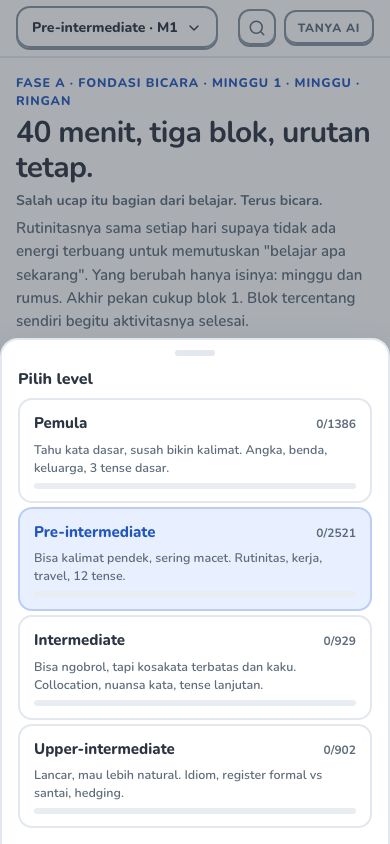 Pre-intermediate · M1
TANYA AI
FASE A · FONDASI BICARA · MINGGU 1 · MINGGU ·
RINGAN
40 menit, tiga blok, urutan
tetap.
Salah ucap itu bagian dari belajar. Terus bicara.
Rutinitasnya sama setiap hari supaya tidak ada
energi terbuang untuk memutuskan "belajar apa
sekarang". Yang berubah hanya isinya: minggu dan
rumus. Akhir pekan cukup blok 1. Blok tercentang
sendiri begitu aktivitasnya selesai.
Pilih level
Pemula 0/1386
Tahu kata dasar, susah bikin kalimat. Angka, benda,
keluarga, 3 tense dasar.
Pre-intermediate 0/2521
Bisa kalimat pendek, sering macet. Rutinitas, kerja,
travel, 12 tense.
Intermediate 0/929
Bisa ngobrol, tapi kosakata terbatas dan kaku.
Collocation, nuansa kata, tense lanjutan.
Upper-intermediate 0/902
Lancar, mau lebih natural. Idiom, register formal vs
santai, hedging.